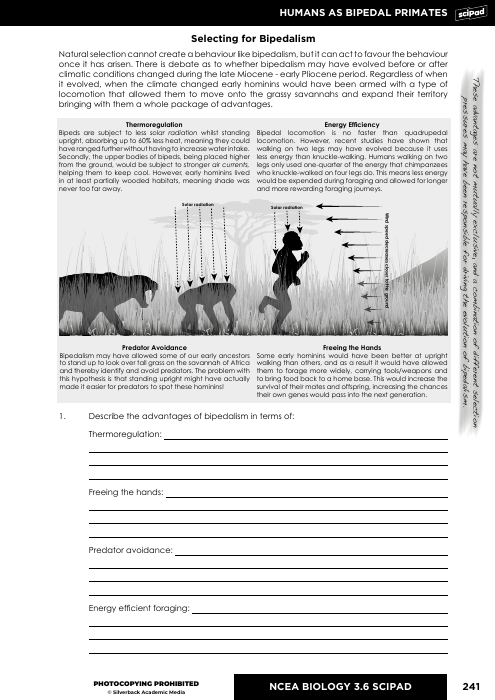 HUMANS AS BIPEDAL PRIMATES
scipad
Selecting for Bipedalism
Natural selection cannot create a behaviour like bipedalism, but it can act to favour the behaviour
once it has arisen. There is debate as to whether bipedalism may have evolved before or after
climatic conditions changed during the late Miocene - early Pliocene period. Regardless of when
it evolved, when the climate changed early hominins would have been armed with a type of
locomotion that allowed them to move onto the grassy savannahs and expand their territory
bringing with them a whole package of advantages.
Thermoregulation
Bipeds are subject to less solar radiation whilst standing
upright, absorbing up to 60% less heat, meaning they could
have ranged further without having to increase water intake.
Secondly, the upper bodies of bipeds, being placed higher
from the ground, would be subject to stronger air currents,
helping them to keep cool. However, early hominins lived
in at least partially wooded habitats, meaning shade was
never too far away.
Energy Efficiency
Bipedal locomotion is no faster than quadrupedal
locomotion. However, recent studies have shown that
walking on two legs may have evolved because it uses
less energy than knuckle-walking. Humans walking on two
legs only used one-quarter of the energy that chimpanzees
who knuckle-walked on four legs do. This means less energy
would be expended during foraging and allowed for longer
and more rewarding foraging journeys.
Solar radiation
Solar radiation
Wind speed decreases closer to the ground
Predator Avoidance
Bipedalism may have allowed some of our early ancestors
to stand up to look over tall grass on the savannah of Africa
and thereby identify and avoid predators. The problem with
this hypothesis is that standing upright might have actually
made it easier for predators to spot these hominins!
Freeing the Hands
Some early hominins would have been better at upright
walking than others, and as a result it would have allowed
them to forage more widely, carrying tools/weapons and
to bring food back to a home base. This would increase the
survival of their mates and offspring, increasing the chances
their own genes would pass into the next generation.
These advantages are not mutually exclusive, and a combination of different selection
pressures may have been responsible for driving the evolution of bipedalism.
1. Describe the advantages of bipedalism in terms of:
Thermoregulation:
Freeing the hands:
Predator avoidance:
Energy efficient foraging:
PHOTOCOPYING PROHIBITED
© Silverback Academic Media
NCEA BIOLOGY 3.6 SCIPAD
241